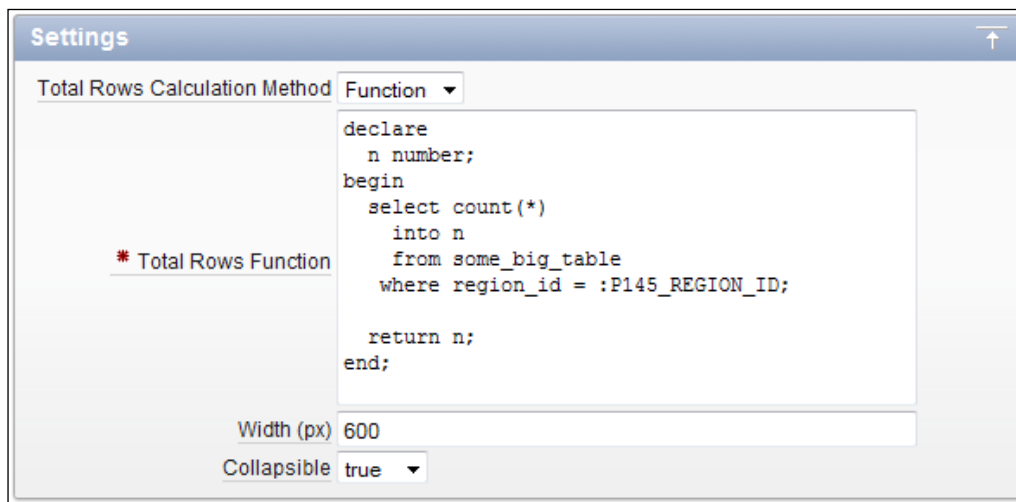 Settings
Total Rows Calculation Method Function
declare
  n number;
begin
  select count(*)
    into n
    from some_big_table
   where region_id = :P145_REGION_ID;

  return n;
end;
* Total Rows Function
Width (px) 600
Collapsible true